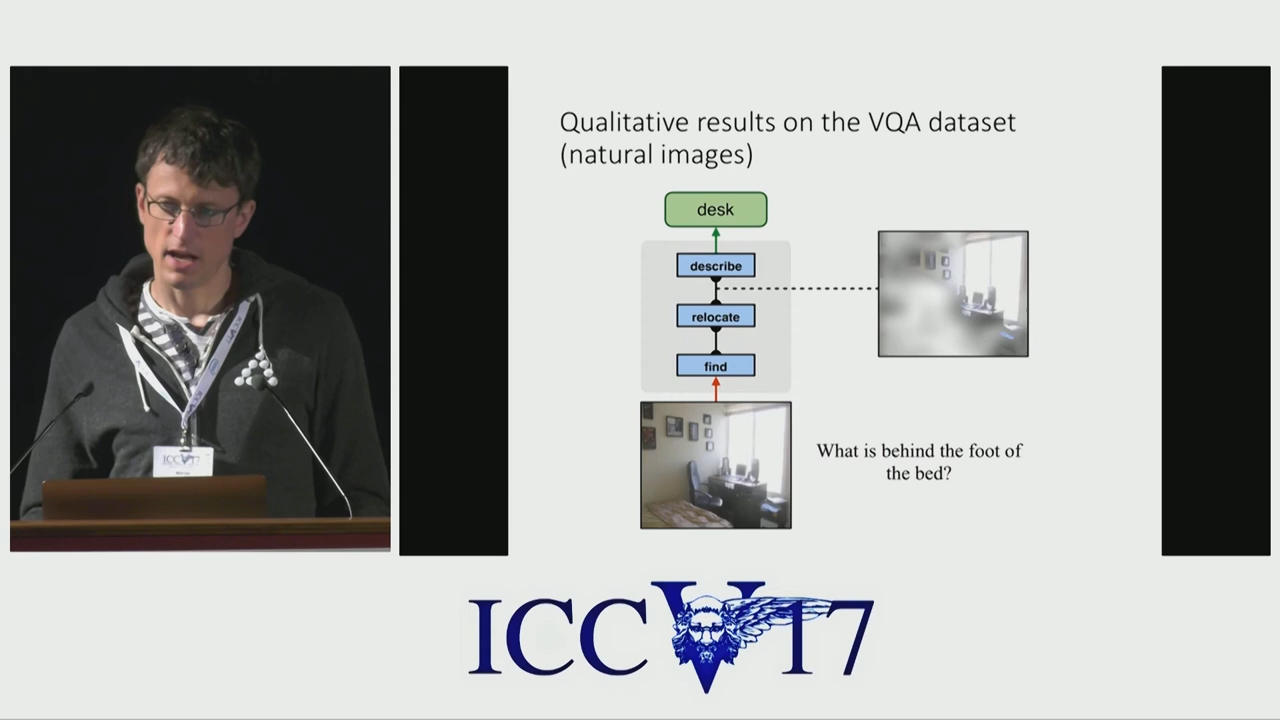 Qualitative results on the VQA dataset
(natural images)
desk
describe
relocate
find
What is behind the foot of
the bed?
ICCV17
ICCV17